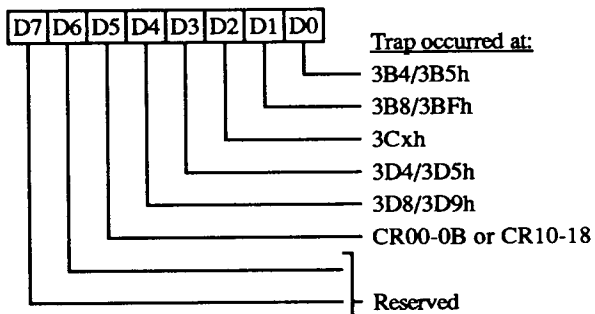 D7 D6 D5 D4 D3 D2 D1 D0
Trap occurred at:
3B4/3B5h
3B8/3BFh
3Cxh
3D4/3D5h
3D8/3D9h
CR00-0B or CR10-18
Reserved